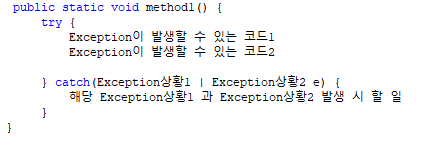 public static void method1() {
try {
Exception이 발생할 수 있는 코드1
Exception이 발생할 수 있는 코드2
} catch(Exception상황1 | Exception상황2 e) {
해당 Exception상황1 과 Exception상황2 발생 시 할 일
}
}